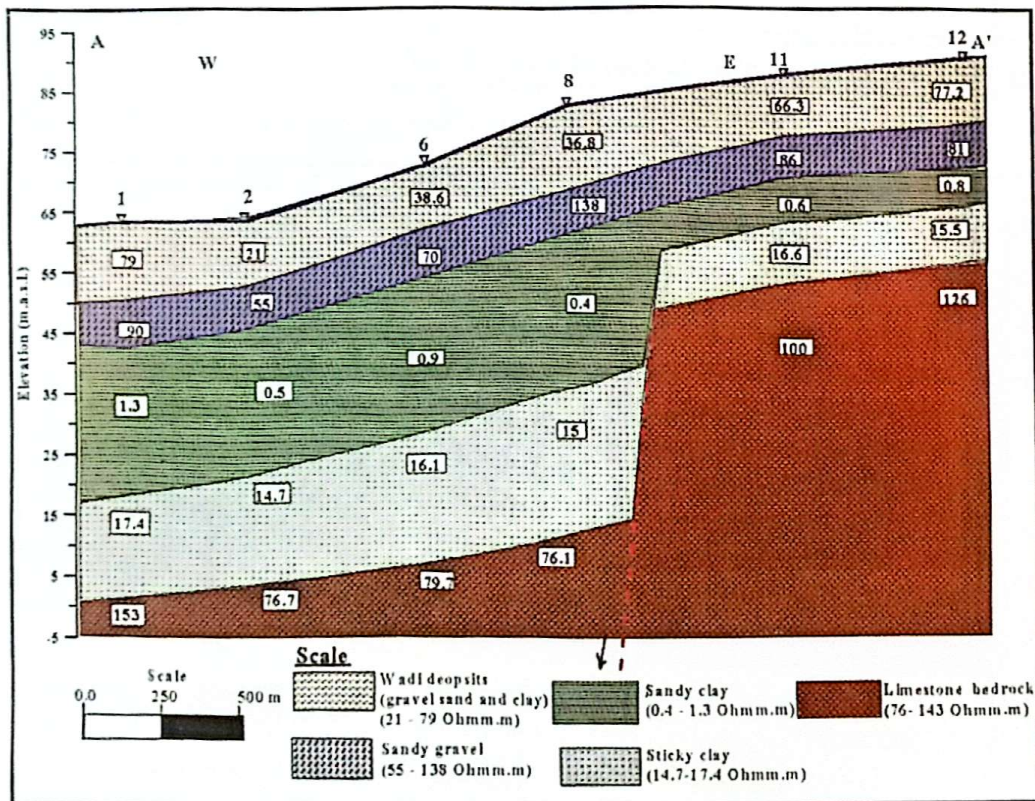 95
A
W
E
12
A'
11
8
6
1
2
85
75
65
55
45
35
25
15
5
-5
Elevation (m.a.s.l.)
79
21
38.6
36.8
66.3
77.2
90
55
70
138
86
81
1.3
0.5
0.9
0.4
0.6
0.8
17.4
14.7
16.1
15
16.6
15.5
153
76.7
79.7
76.1
100
126
Scale
0.0
250
500 m
Scale
Wadi deopsits
(gravel sand and clay)
(21 - 79 Ohmm.m)
Sandy clay
(0.4 - 1.3 Ohmm.m)
Limestone bedrock
(76- 143 Ohmm.m)
Sandy gravel
(55 - 138 Ohmm.m)
Sticky clay
(14.7-17.4 Ohmm.m)